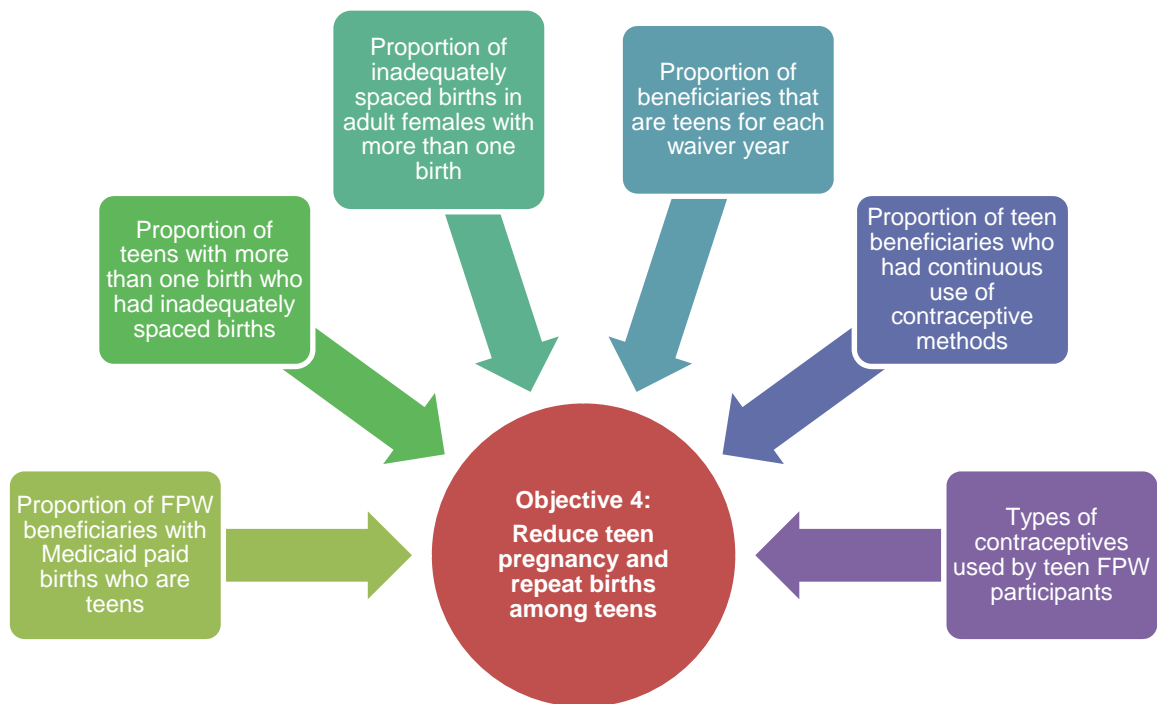 Proportion of
inadequately
spaced births in
adult females with
more than one
birth
Proportion of
beneficiaries that
are teens for each
waiver year
Proportion of
teens with more
than one birth who
had inadequately
spaced births
Proportion of teen
beneficiaries who
had continuous
use of
contraceptive
methods
Proportion of FPW
beneficiaries with
Medicaid paid
births who are
teens
Objective 4:
Reduce teen
pregnancy and
repeat births
among teens
Types of
contraceptives
used by teen FPW
participants